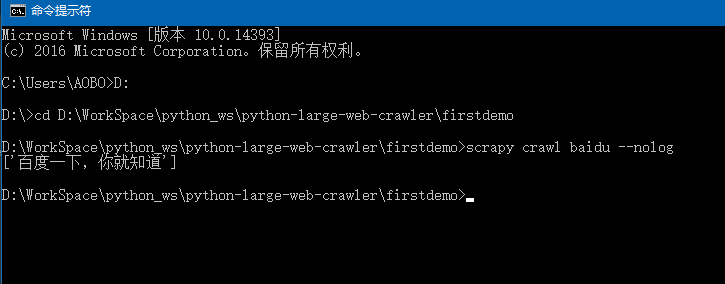 命令提示符
Microsoft Windows [版本 10.0.14393]
(c) 2016 Microsoft Corporation。保留所有权利。
C:\Users\AOBO>D:
D:\>cd D:\WorkSpace\python_ws\python-large-web-crawler\firstdemo
D:\WorkSpace\python_ws\python-large-web-crawler\firstdemo>scrapy crawl baidu --nolog
['百度一下，你就知道']
D:\WorkSpace\python_ws\python-large-web-crawler\firstdemo>